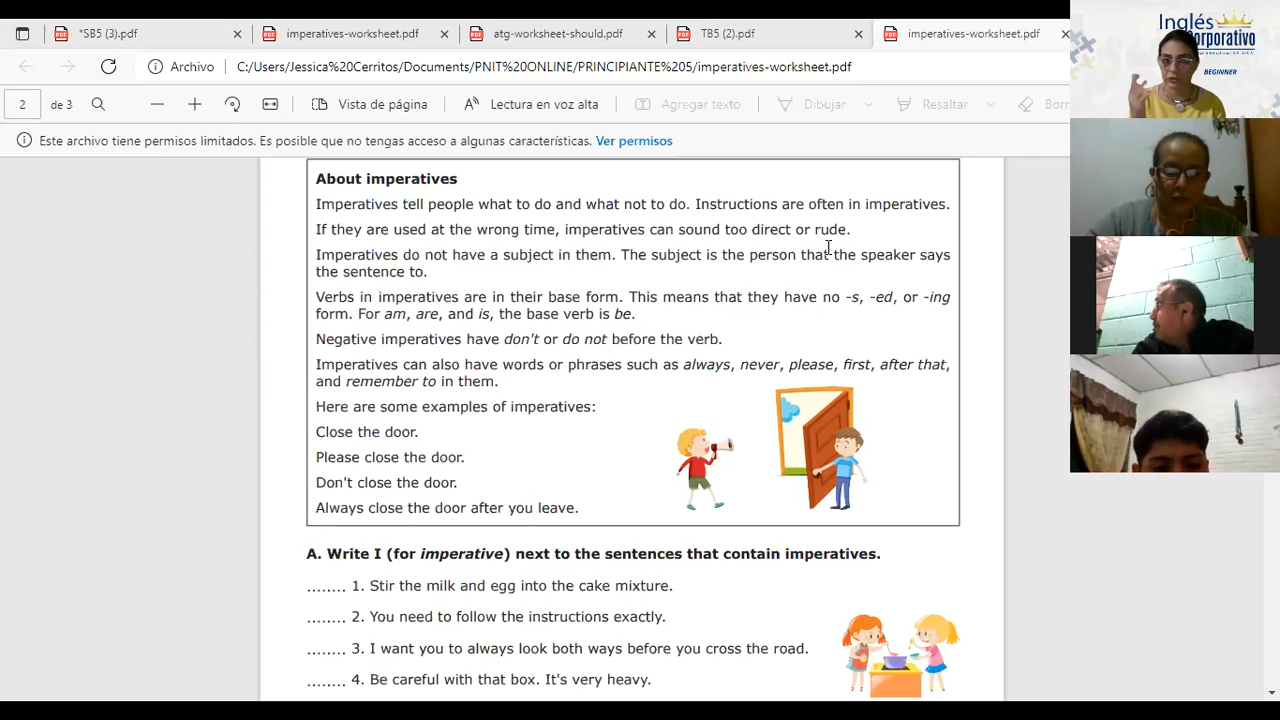 *SB5 (3).pdf
imperatives-worksheet.pdf
atg-worksheet-should.pdf
TB5 (2).pdf
imperatives-worksheet.pdf
Archivo
C:/Users/Jessica%20Cerritos/Documents/PNE%20ONLINE/PRINCIPIANTE%205/imperatives-worksheet.pdf
2 de 3
Vista de página
Lectura en voz alta
Agregar texto
Dibujar
Resaltar
Borr
Este archivo tiene permisos limitados. Es posible que no tengas acceso a algunas características. Ver permisos
Inglés
Corporativo
BEGINNER
About imperatives
Imperatives tell people what to do and what not to do. Instructions are often in imperatives.
If they are used at the wrong time, imperatives can sound too direct or rude.
Imperatives do not have a subject in them. The subject is the person that the speaker says
the sentence to.
Verbs in imperatives are in their base form. This means that they have no -s, -ed, or -ing
form. For am, are, and is, the base verb is be.
Negative imperatives have don't or do not before the verb.
Imperatives can also have words or phrases such as always, never, please, first, after that,
and remember to in them.
Here are some examples of imperatives:
Close the door.
Please close the door.
Don't close the door.
Always close the door after you leave.
A. Write I (for imperative) next to the sentences that contain imperatives.
........ 1. Stir the milk and egg into the cake mixture.
........ 2. You need to follow the instructions exactly.
........ 3. I want you to always look both ways before you cross the road.
........ 4. Be careful with that box. It's very heavy.